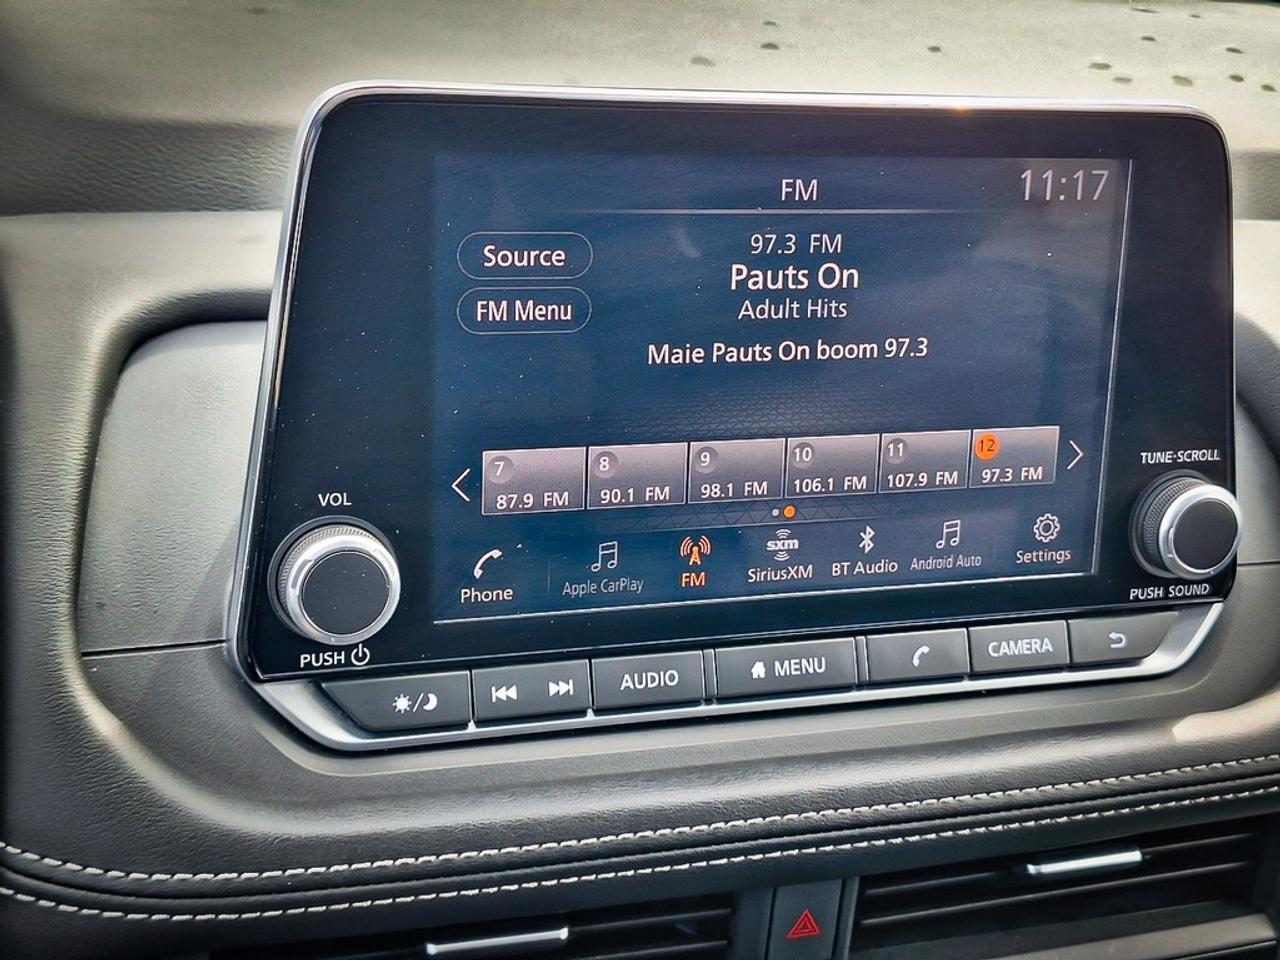 FM
11:17
Source
FM Menu
97.3 FM
Pauts On
Adult Hits
Maie Pauts On boom 97.3
7
87.9 FM
8
90.1 FM
9
98.1 FM
10
106.1 FM
11
107.9 FM
12
97.3 FM
Phone
Apple CarPlay
FM
sxm
SiriusXM
BT Audio
Android Auto
Settings
VOL
PUSH
TUNE·SCROLL
PUSH SOUND
AUDIO
MENU
CAMERA